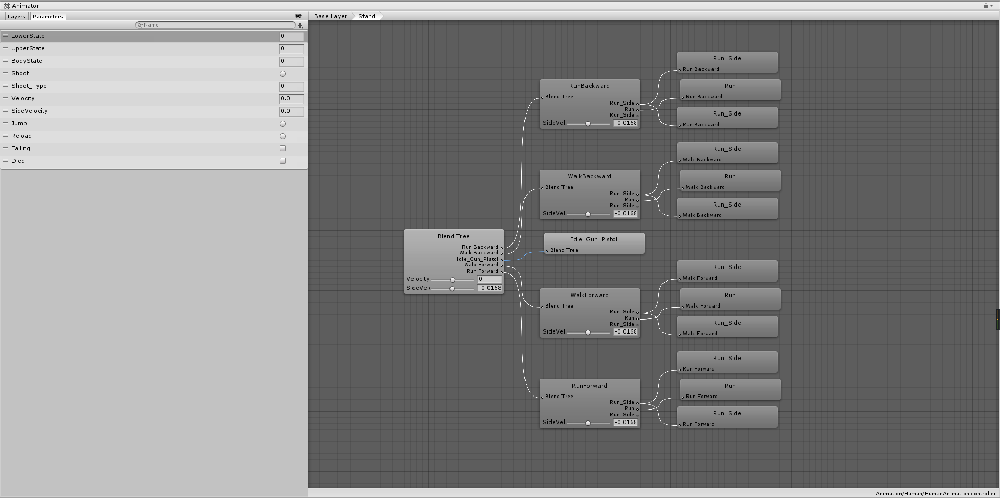 Animator
Layers
Parameters
Name
LowerState 0
UpperState 0
BodyState 0
Shoot
Shoot_Type 0
Velocity 0.0
SideVelocity 0.0
Jump
Reload
Falling
Died
Base Layer
Stand
Blend Tree
Run Backward
Walk Backward
Idle_Gun_Pistol
Walk Forward
Run Forward
Velocity 0
SideVel -0.0168
RunBackward
Blend Tree
Run_Side
Run
Run_Side
SideVel -0.0168
WalkBackward
Blend Tree
Run_Side
Run
Run_Side
SideVel -0.0168
Idle_Gun_Pistol
Blend Tree
WalkForward
Blend Tree
Run_Side
Run
Run_Side
SideVel -0.0168
RunForward
Blend Tree
Run_Side
Run
Run_Side
SideVel -0.0168
Run_Side
Run Backward
Run
Run Backward
Run_Side
Run Backward
Run_Side
Walk Backward
Run
Walk Backward
Run_Side
Walk Backward
Run_Side
Walk Forward
Run
Walk Forward
Run_Side
Walk Forward
Run_Side
Run Forward
Run
Run Forward
Run_Side
Run Forward
Animation/Human/HumanAnimation.controller